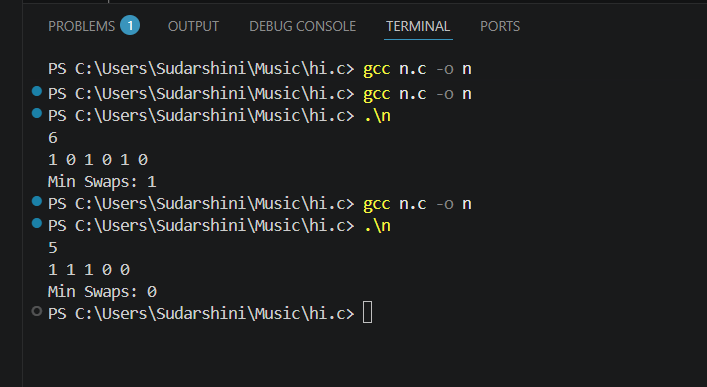 PROBLEMS 1 OUTPUT DEBUG CONSOLE TERMINAL PORTS
PS C:\Users\Sudarshini\Music\hi.c> gcc n.c -o n
PS C:\Users\Sudarshini\Music\hi.c> gcc n.c -o n
PS C:\Users\Sudarshini\Music\hi.c> .\n
6
1 0 1 0 1 0
Min Swaps: 1
PS C:\Users\Sudarshini\Music\hi.c> gcc n.c -o n
PS C:\Users\Sudarshini\Music\hi.c> .\n
5
1 1 1 0 0
Min Swaps: 0
PS C:\Users\Sudarshini\Music\hi.c>